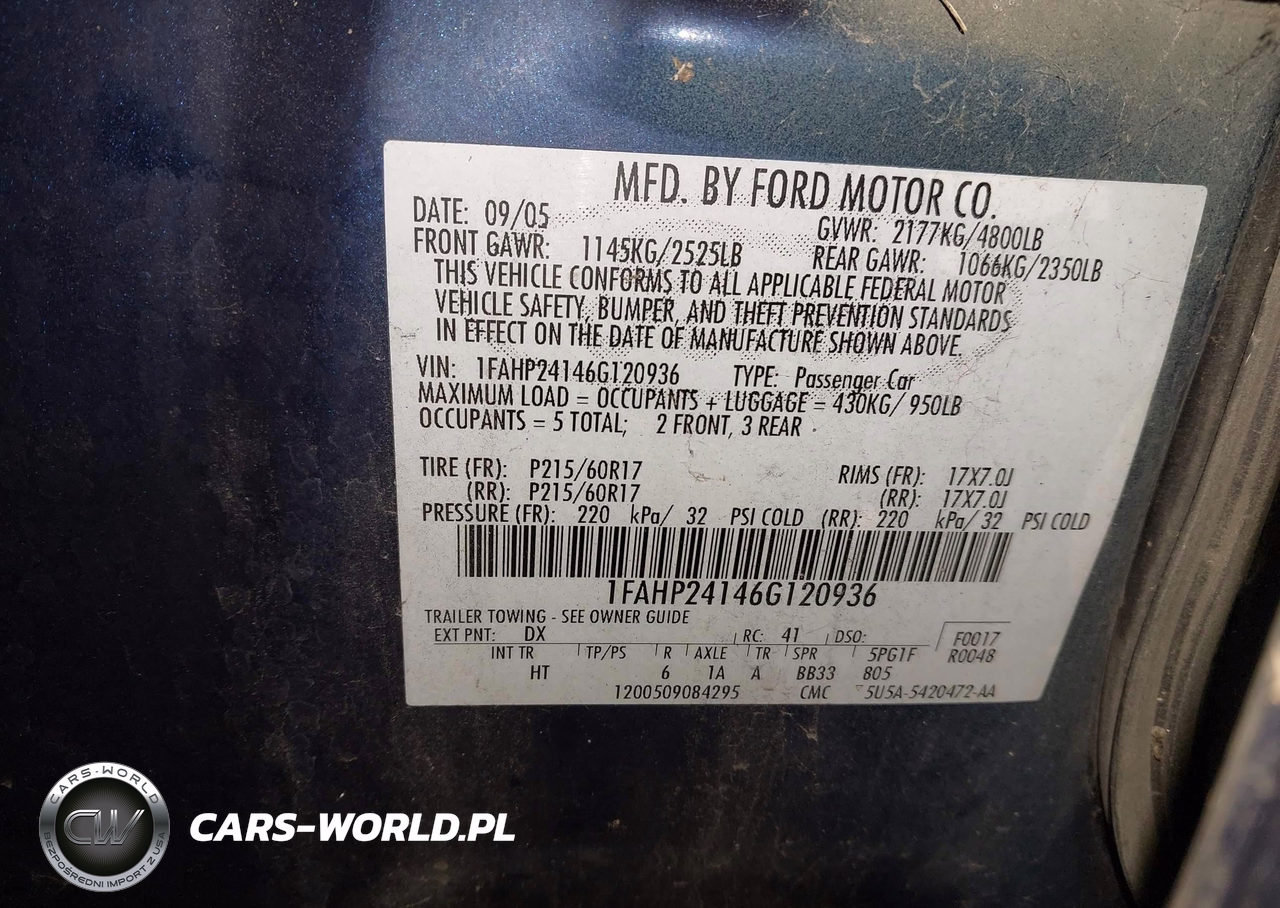 MFD. BY FORD MOTOR CO.
DATE: 09/05 GVWR: 2177KG/4800LB
FRONT GAWR: 1145KG/2525LB REAR GAWR: 1066KG/2350LB
THIS VEHICLE CONFORMS TO ALL APPLICABLE FEDERAL MOTOR
VEHICLE SAFETY, BUMPER, AND THEFT PREVENTION STANDARDS
IN EFFECT ON THE DATE OF MANUFACTURE SHOWN ABOVE.
VIN: 1FAHP24146G120936 TYPE: Passenger Car
MAXIMUM LOAD = OCCUPANTS + LUGGAGE = 430KG/ 950LB
OCCUPANTS = 5 TOTAL; 2 FRONT, 3 REAR
TIRE (FR): P215/60R17 RIMS (FR): 17X7.0J
(RR): P215/60R17 (RR): 17X7.0J
PRESSURE (FR): 220 kPa/ 32 PSI COLD (RR): 220 kPa/ 32 PSI COLD
1FAHP24146G120936
TRAILER TOWING - SEE OWNER GUIDE
EXT PNT: DX RC: 41 DSO: F0017
INT TR TP/PS R AXLE TR SPR 5PG1F R0048
HT 6 1A A BB33 805
1200509084295 CMC 5U5A-5420472-AA
CARS-WORLD
CW
BEZPOŚREDNI IMPORT Z USA
CARS-WORLD.PL